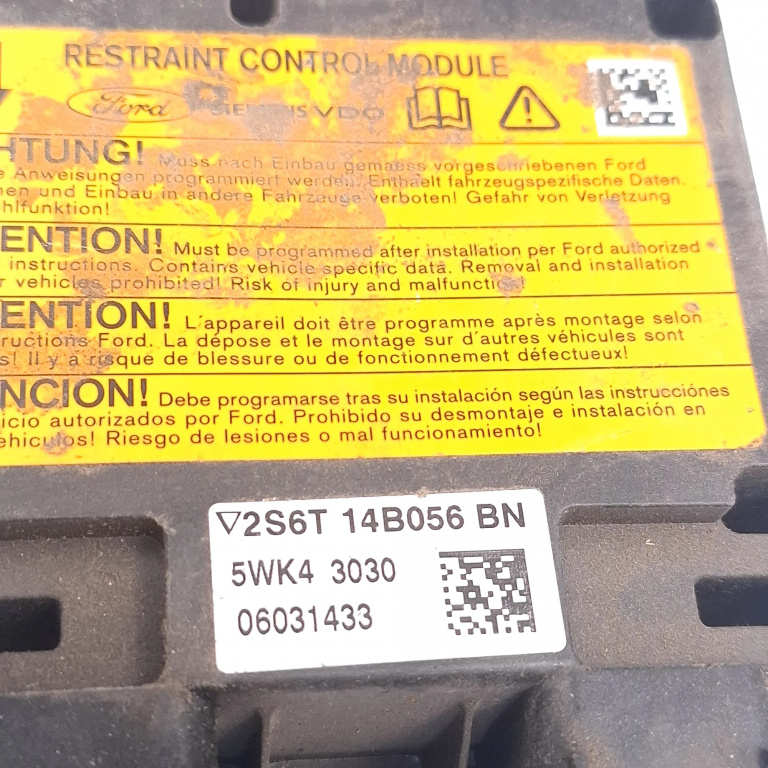 RESTRAINT CONTROL MODULE
Ford SIEMENS VDO
HTUNG! Muss nach Einbau gemaess vorgeschriebenen Ford
e Anweisungen programmiert werden. Enthaelt fahrzeugspezifische Daten.
nen und Einbau in andere Fahrzeuge verboten! Gefahr von Verletzung
hlfunktion!
ENTION! Must be programmed after installation per Ford authorized
instructions. Contains vehicle specific data. Removal and installation
r vehicles prohibited! Risk of injury and malfunction!
ENTION! L'appareil doit être programme après montage selon
tructions Ford. La dépose et le montage sur d'autres véhicules sont
s! Il y a risque de blessure ou de fonctionnement défectueux!
NCION! Debe programarse tras su instalación según las instrucciónes
icio autorizados por Ford. Prohibido su desmontaje e instalación en
ehiculos! Riesgo de lesiones o mal funcionamiento!
▽2S6T 14B056 BN
5WK4 3030
06031433